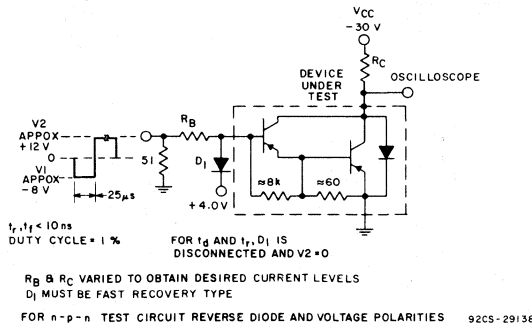 VCC
-30 V
RC
OSCILLOSCOPE
DEVICE
UNDER
TEST
V2
APPOX
+12 V
0
V1
APPOX
-8 V
25μs
51
RB
D1
+4.0V
≈8k
≈60
tr,tf < 10ns
DUTY CYCLE = 1 %
FOR td AND tr, D1 IS
DISCONNECTED AND V2=0
RB & RC VARIED TO OBTAIN DESIRED CURRENT LEVELS
D1 MUST BE FAST RECOVERY TYPE
FOR n-p-n TEST CIRCUIT REVERSE DIODE AND VOLTAGE POLARITIES
92CS-29138